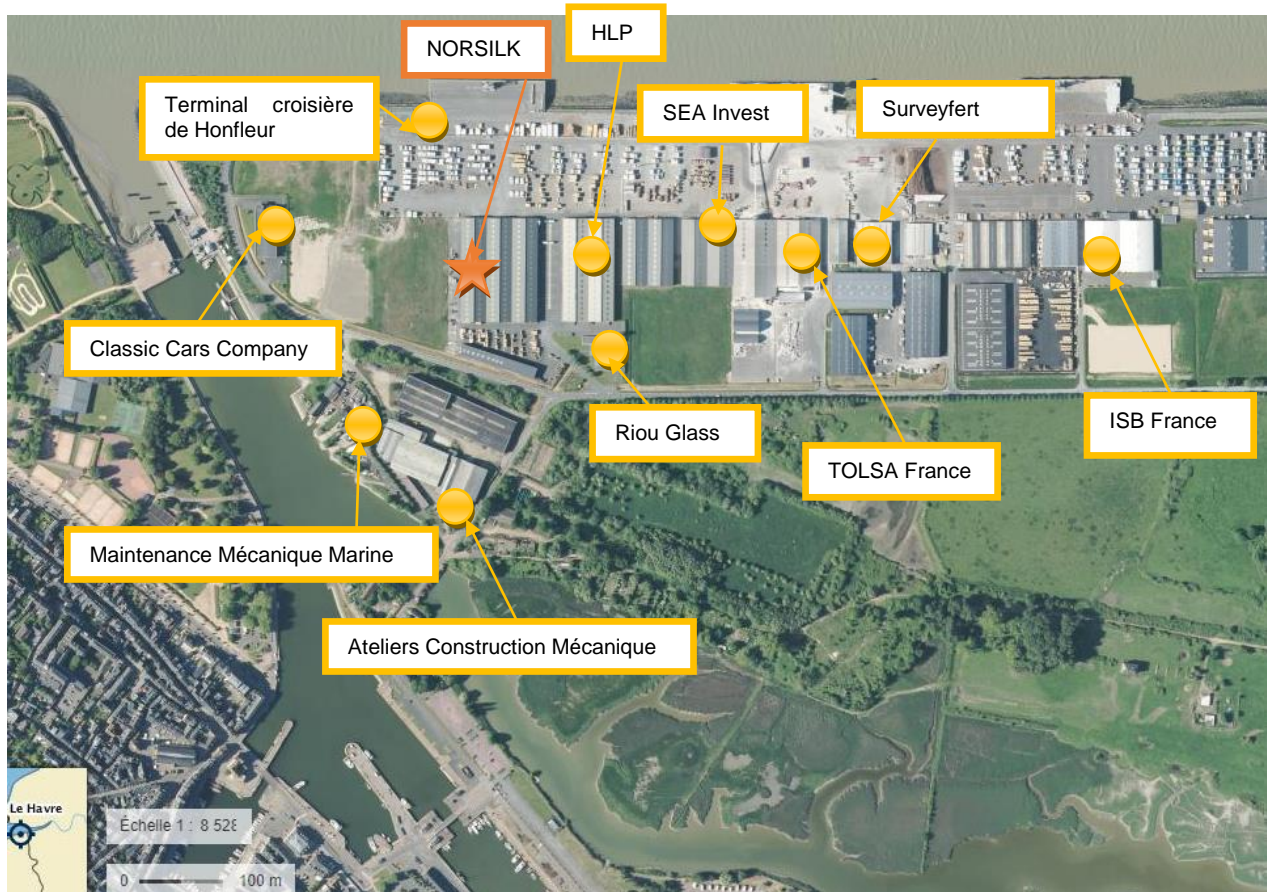 HLP
NORSILK
Terminal croisière
de Honfleur
SEA Invest
Surveyfert
Classic Cars Company
Riou Glass
ISB France
TOLSA France
Maintenance Mécanique Marine
Ateliers Construction Mécanique
Le Havre
Échelle 1 : 8 528
0 100 m